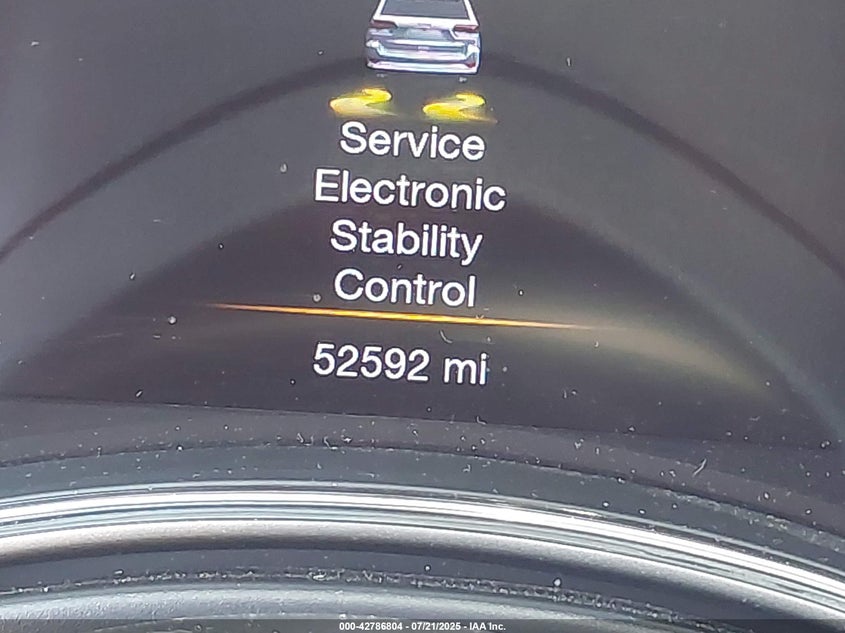 Service
Electronic
Stability
Control
52592 mi
000-42786804 - 07/21/2025 - IAA Inc.